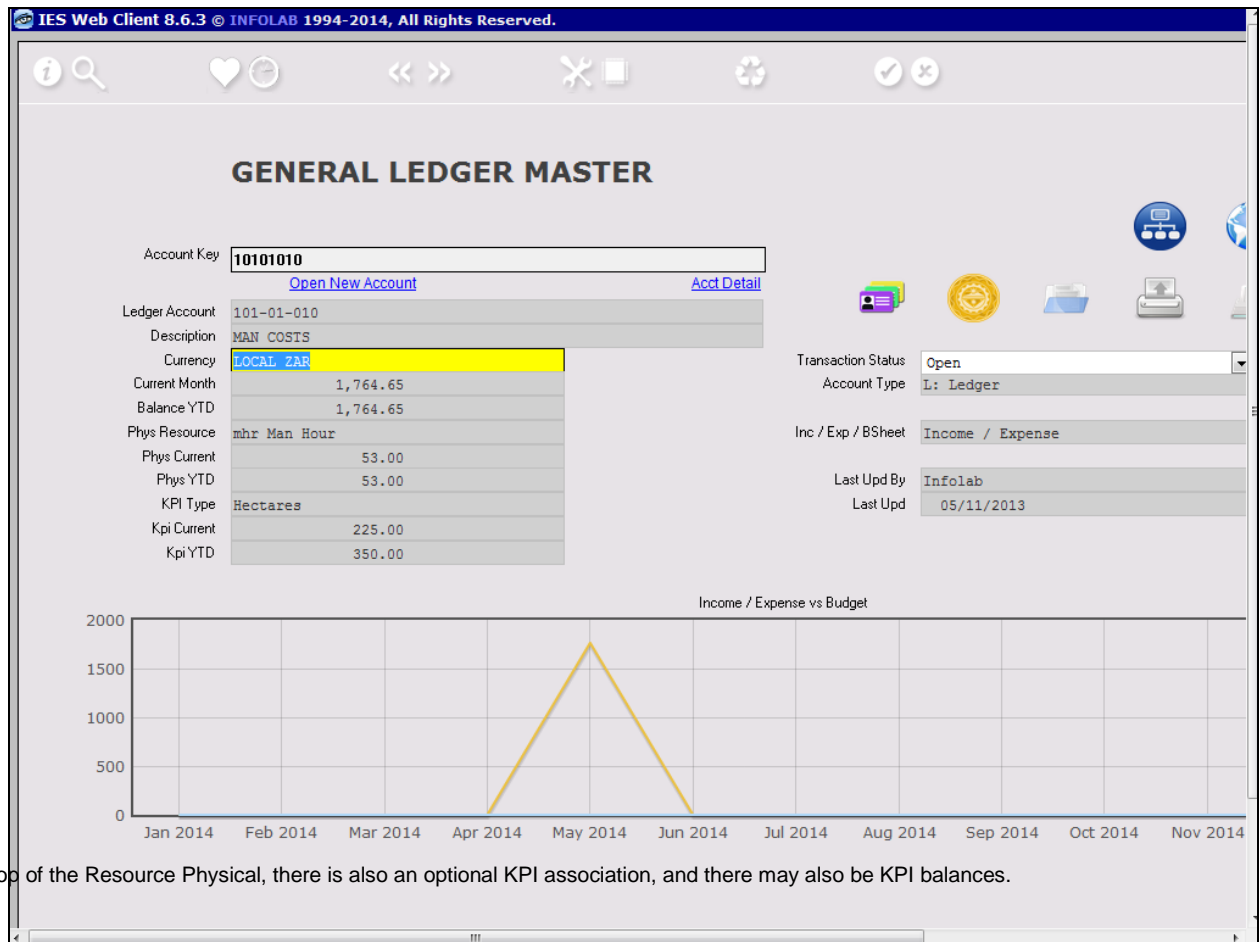 IES Web Client 8.6.3 © INFOLAB 1994-2014, All Rights Reserved.
GENERAL LEDGER MASTER
Account Key 10101010
Open New Account Acct Detail
Ledger Account 101-01-010
Description MAN COSTS
Currency LOCAL ZAR Transaction Status Open
Current Month 1,764.65 Account Type L: Ledger
Balance YTD 1,764.65
Phys Resource mhr Man Hour Inc / Exp / BSheet Income / Expense
Phys Current 53.00
Phys YTD 53.00 Last Upd By Infolab
KPI Type Hectares Last Upd 05/11/2013
Kpi Current 225.00
Kpi YTD 350.00
Income / Expense vs Budget
2000
1500
1000
500
0
Jan 2014 Feb 2014 Mar 2014 Apr 2014 May 2014 Jun 2014 Jul 2014 Aug 2014 Sep 2014 Oct 2014 Nov 2014
op of the Resource Physical, there is also an optional KPI association, and there may also be KPI balances.